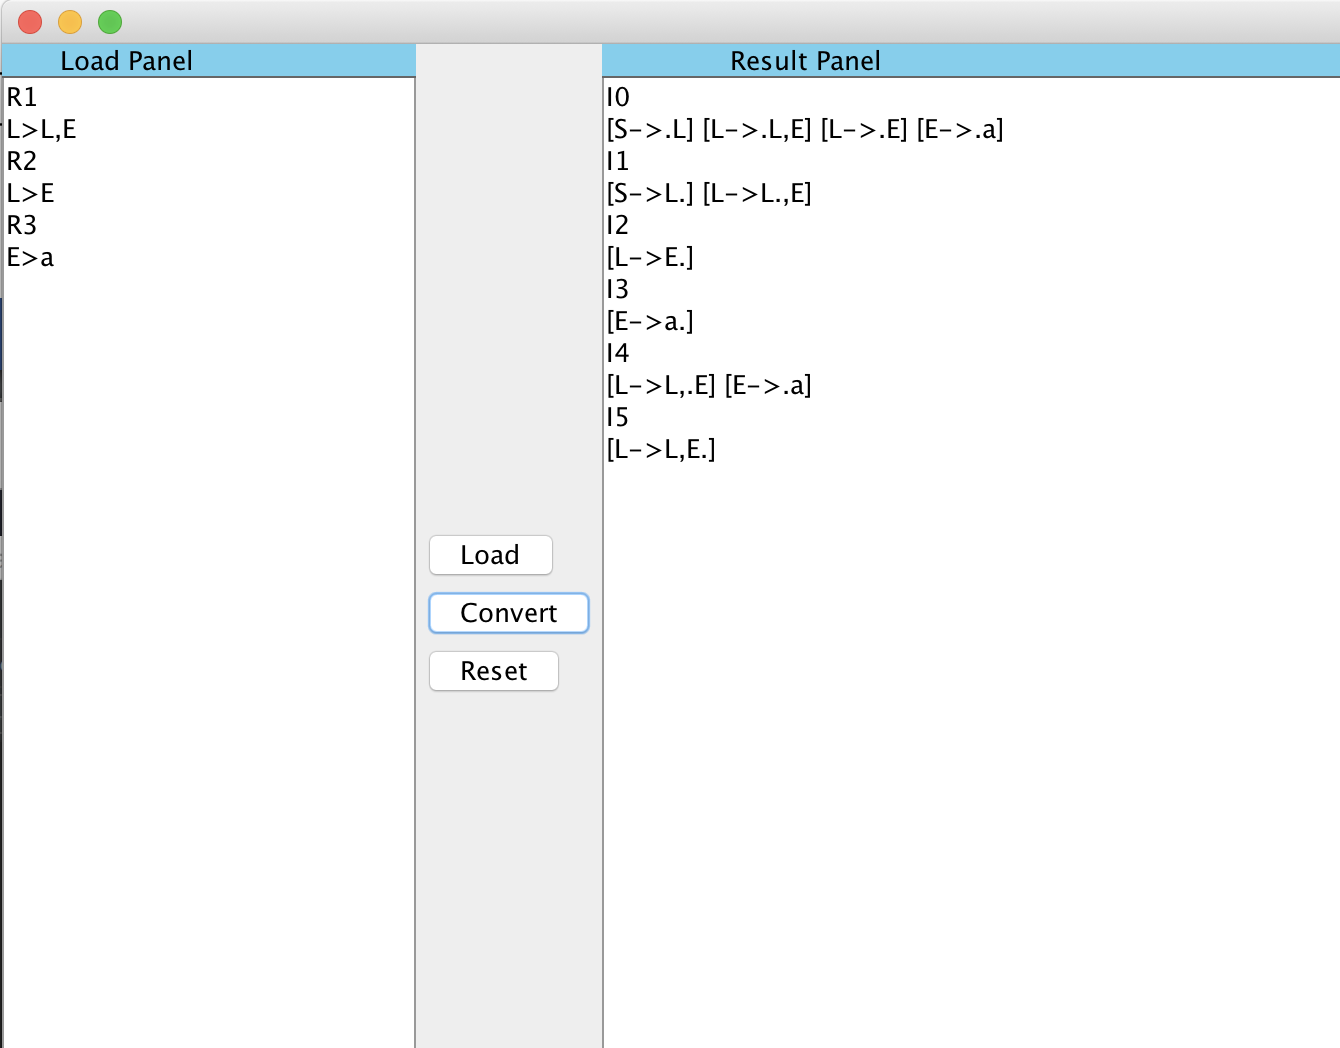 Load Panel
R1
L>L,E
R2
L>E
R3
E>a
Load
Convert
Reset
Result Panel
I0
[S->.L] [L->.L,E] [L->.E] [E->.a]
I1
[S->L.] [L->L.,E]
I2
[L->E.]
I3
[E->a.]
I4
[L->L,.E] [E->.a]
I5
[L->L,E.]